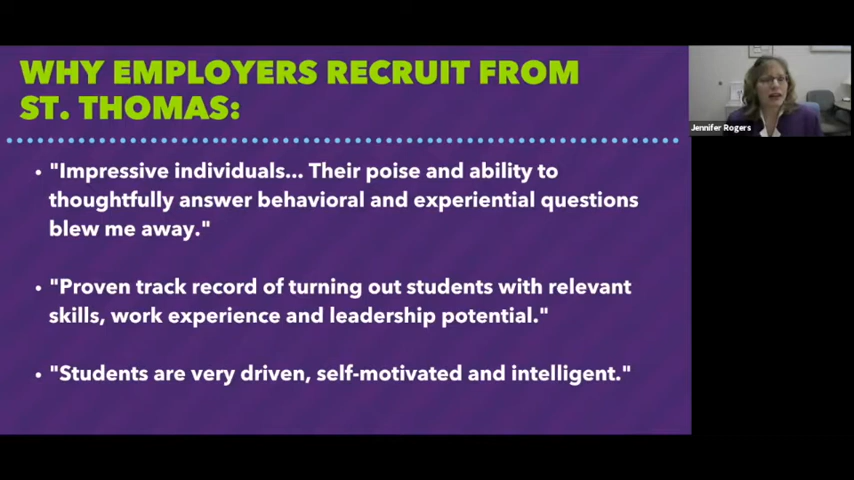 WHY EMPLOYERS RECRUIT FROM
ST. THOMAS:
Jennifer Rogers
• "Impressive individuals... Their poise and ability to
thoughtfully answer behavioral and experiential questions
blew me away."
• "Proven track record of turning out students with relevant
skills, work experience and leadership potential."
• "Students are very driven, self-motivated and intelligent."